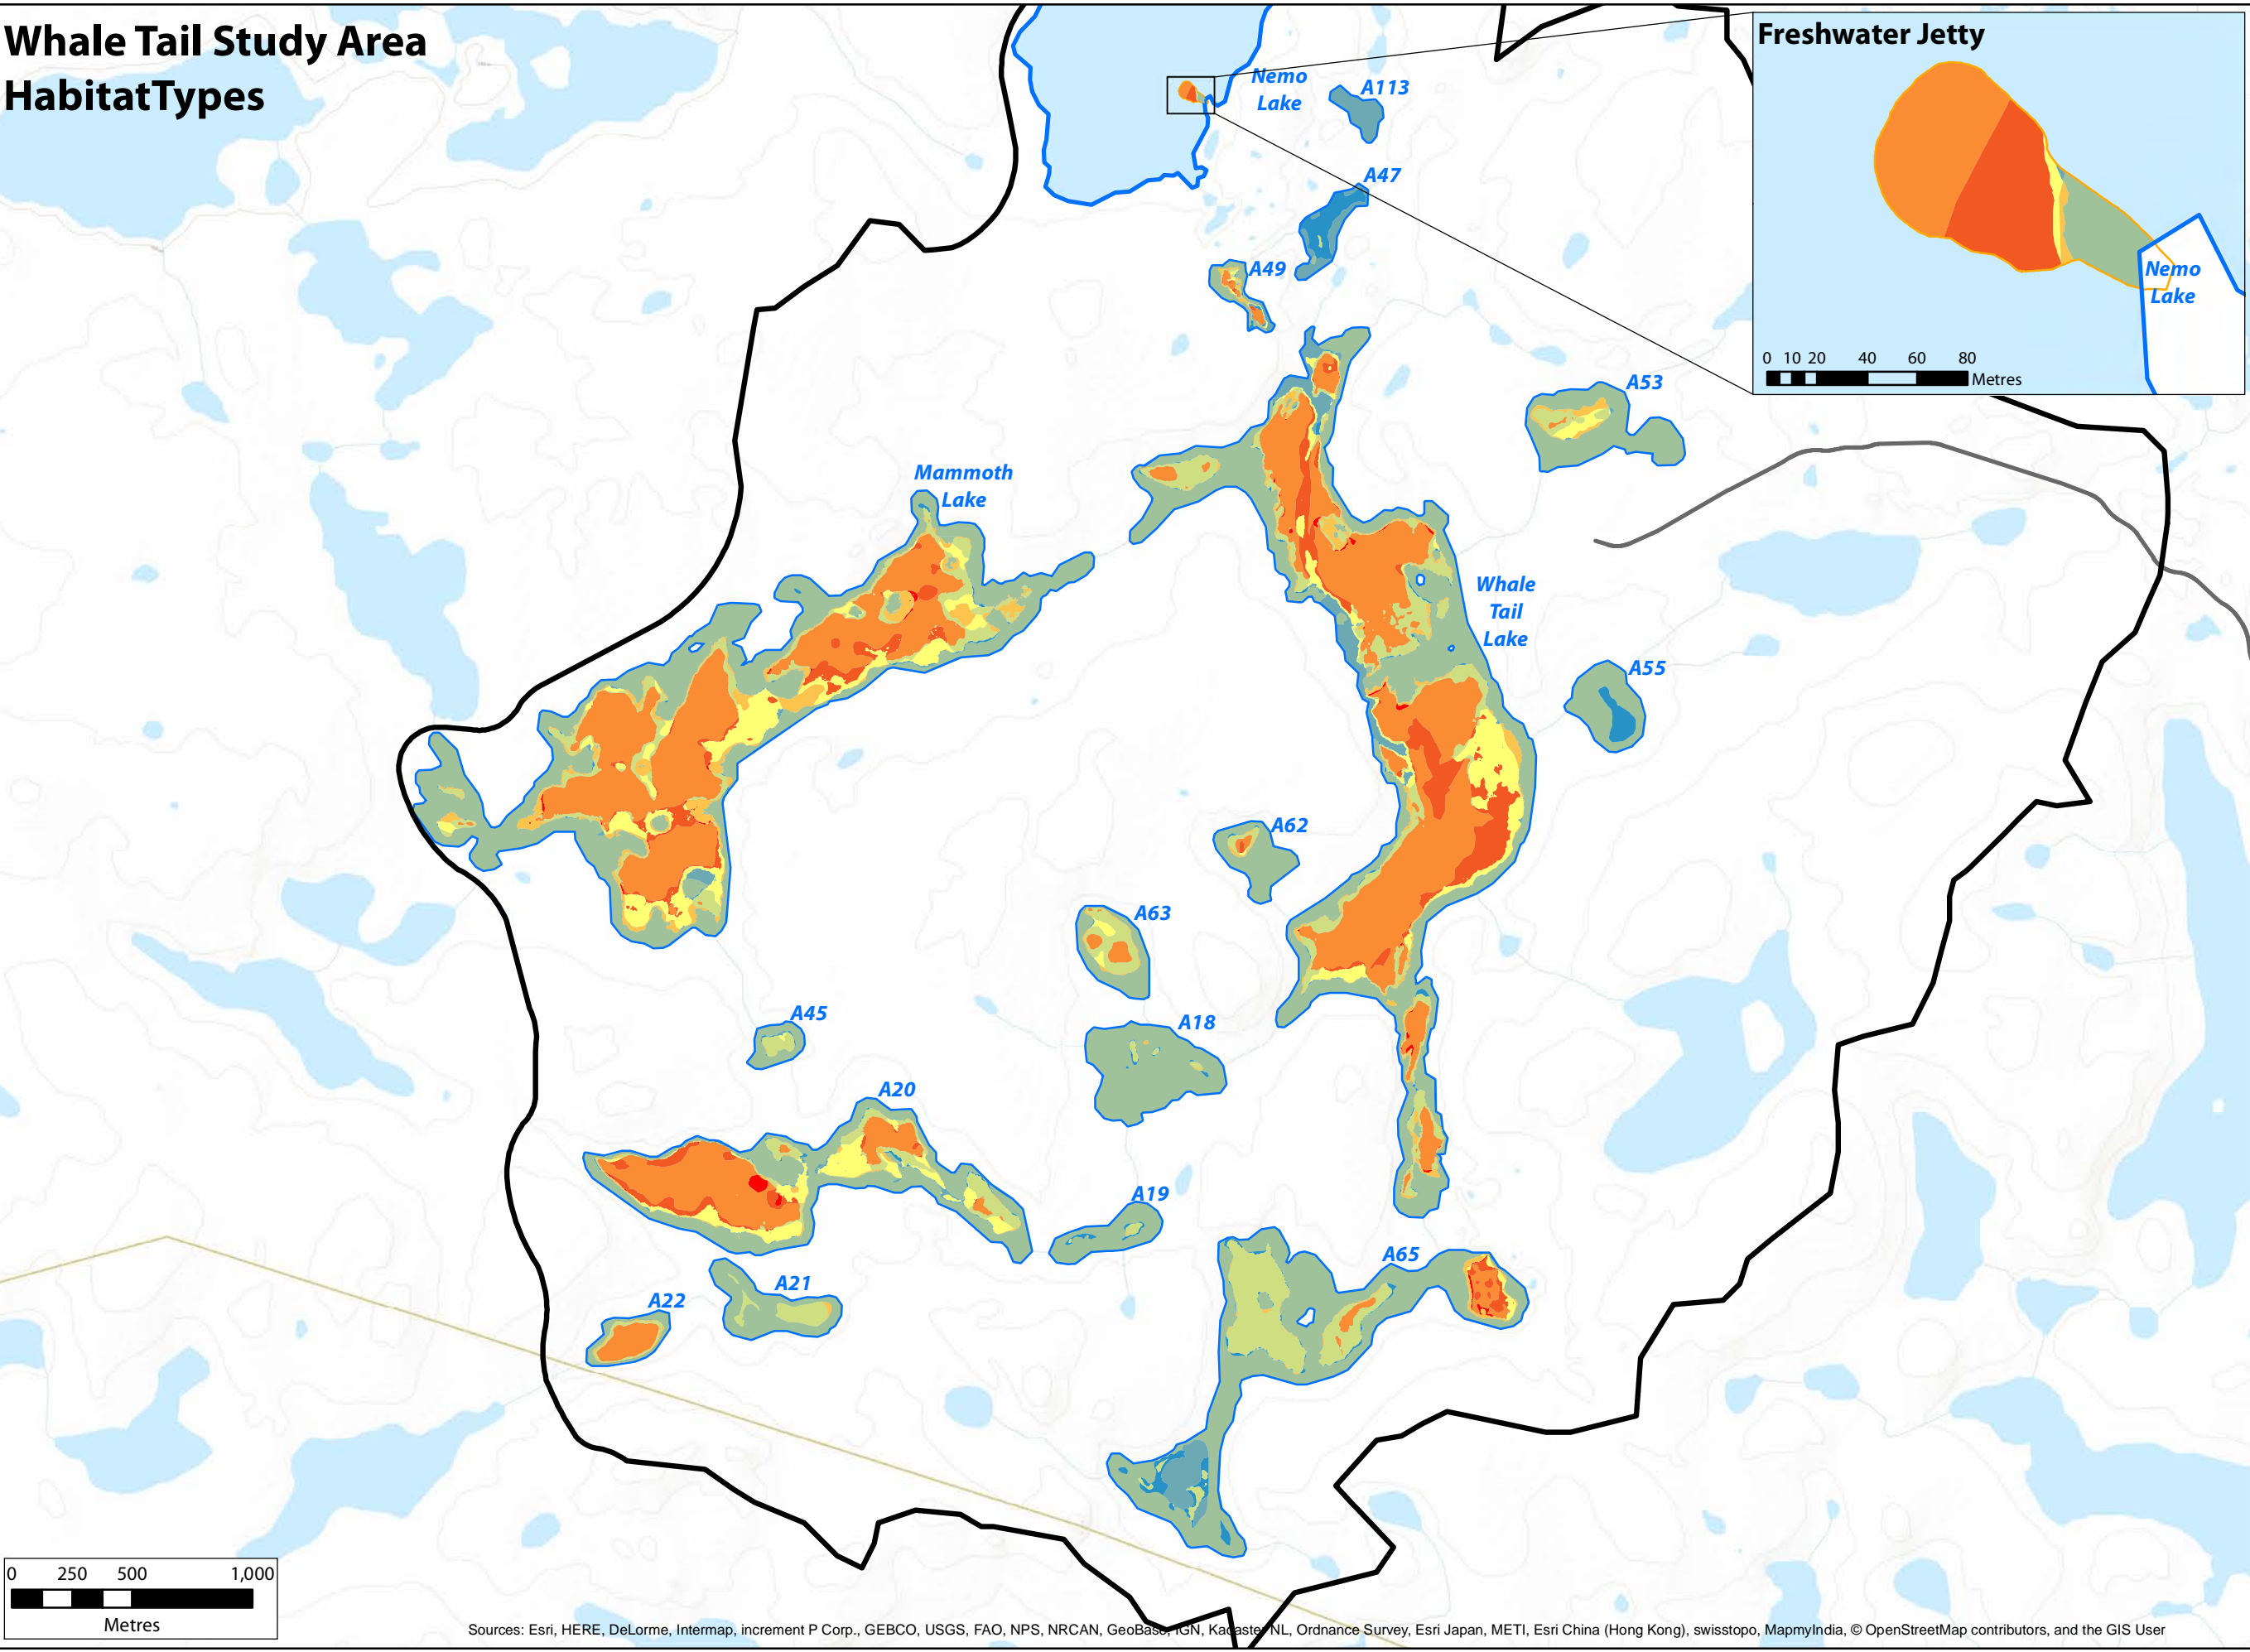 Whale Tail Study Area
HabitatTypes
Freshwater Jetty
Nemo
Lake
0 10 20 40 60 80
Metres
Nemo
Lake
A113
A47
A49
A53
Mammoth
Lake
Whale
Tail
Lake
A55
A62
A63
A45
A18
A20
A19
A65
A21
A22
0 250 500 1,000
Metres
Sources: Esri, HERE, DeLorme, Intermap, increment P Corp., GEBCO, USGS, FAO, NPS, NRCAN, GeoBase, IGN, Kadaster NL, Ordnance Survey, Esri Japan, METI, Esri China (Hong Kong), swisstopo, MapmyIndia, © OpenStreetMap contributors, and the GIS User